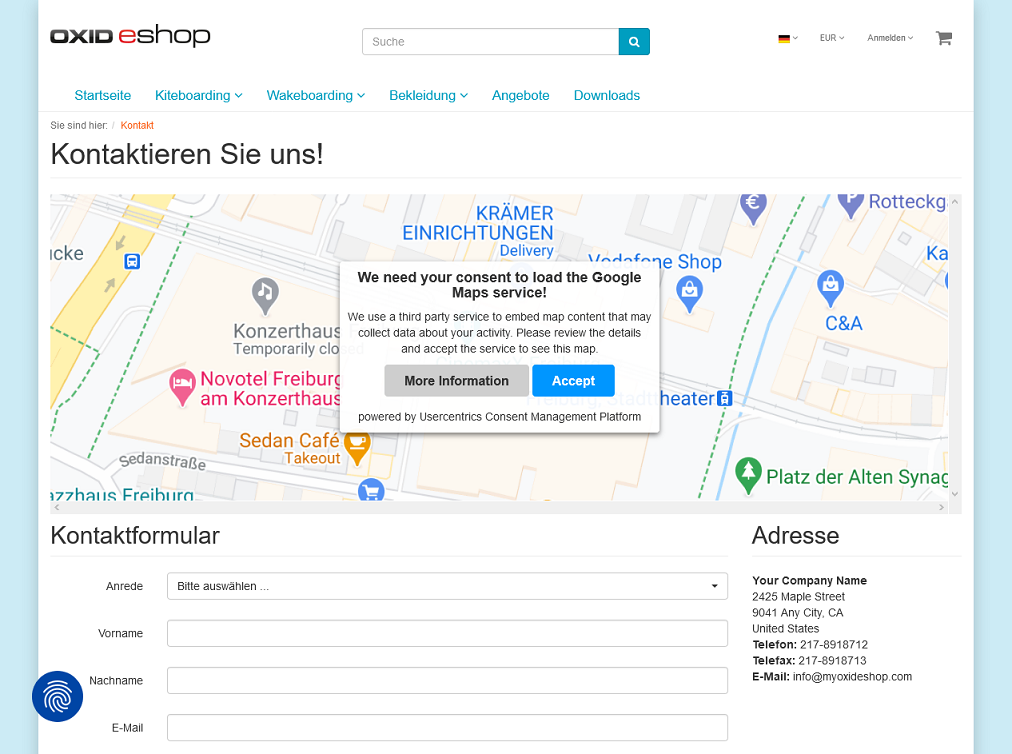 OXID eshop
Suche
EUR
Anmelden
Startseite Kiteboarding Wakeboarding Bekleidung Angebote Downloads
Sie sind hier: / Kontakt
Kontaktieren Sie uns!
KRÄMER
EINRICHTUNGEN
Delivery
Rotteckg
ücke
Vodafone Shop
Ka
C&A
Konzerthaus
Temporarily closed
Novotel Freiburg
am Konzerthaus
Freiburg Stadttheater
Sedan Café
Takeout
Sedanstraße
Platz der Alten Synag
azzhaus Freiburg
We need your consent to load the Google
Maps service!
We use a third party service to embed map content that may
collect data about your activity. Please review the details
and accept the service to see this map.
More Information Accept
powered by Usercentrics Consent Management Platform
Kontaktformular
Anrede Bitte auswählen ...
Vorname
Nachname
E-Mail
Adresse
Your Company Name
2425 Maple Street
9041 Any City, CA
United States
Telefon: 217-8918712
Telefax: 217-8918713
E-Mail: info@myoxideshop.com